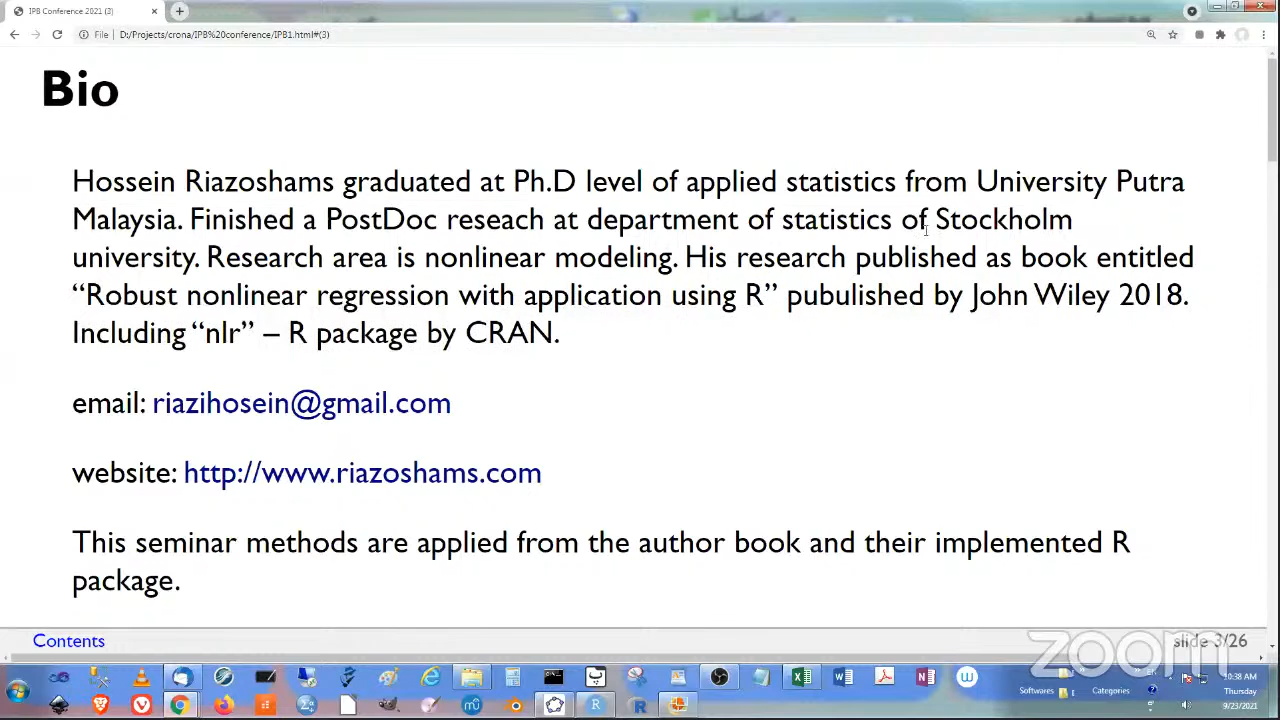 IPB Conference 2021 (3)
File
D:/Projects/crona/IPB%20conference/IPB1.html#(3)
Bio
Hossein Riazoshams graduated at Ph.D level of applied statistics from University Putra
Malaysia. Finished a PostDoc reseach at department of statistics of Stockholm
university. Research area is nonlinear modeling. His research published as book entitled
“Robust nonlinear regression with application using R” pubulished by John Wiley 2018.
Including “nlr” – R package by CRAN.
email: riazihosein@gmail.com
website: http://www.riazoshams.com
This seminar methods are applied from the author book and their implemented R
package.
Contents
slide 3/26
zoom
Softwares
Categories
10:38 AM
Thursday
9/23/2021